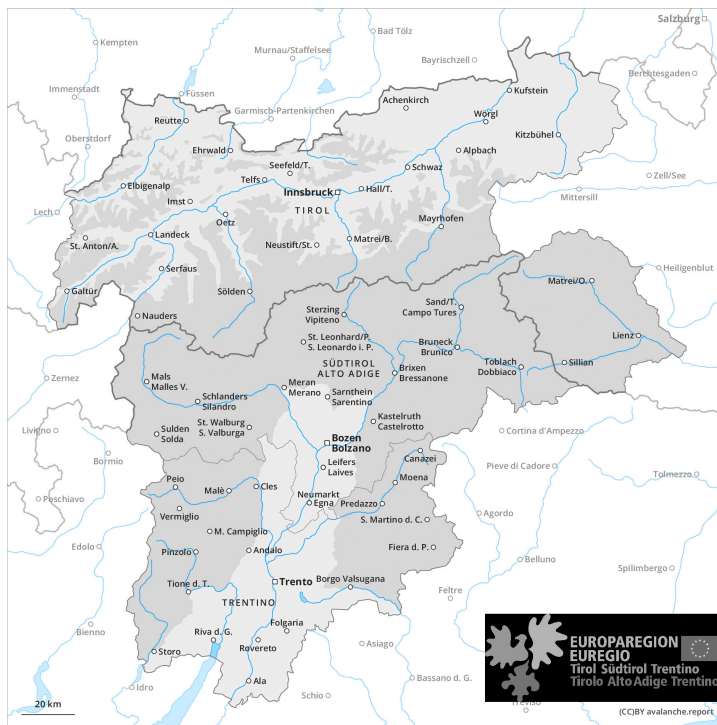 Salzburg
Kempten
Bad Tölz
Murnau/Staffelsee
Bayrischzell
Berchtesgaden
Immenstadt
Füssen
Garmisch-Partenkirchen
Achenkirch
Kufstein
Reutte
Wörgl
Oberstdorf
Kitzbühel
Ehrwald
Alpbach
Seefeld/T.
Schwaz
Telfs
Zell/See
Elbigenalp
Innsbruck
Hall/T.
Mittersill
Imst
Lech
TIROL
Oetz
Mayrhofen
St. Anton/A.
Landeck
Neustift/St.
Matrei/B.
Serfaus
Heiligenblut
Galtür
Sölden
Matrei/O.
Nauders
Sterzing
Vipiteno
Sand/T.
Campo Tures
Lienz
St. Leonhard/P.
S. Leonardo i. P.
Bruneck
Brunico
SÜDTIROL
ALTO ADIGE
Toblach
Dobbiaco
Sillian
Brixen
Bressanone
Zernez
Mals
Malles V.
Meran
Merano
Sarnthein
Sarentino
Schlanders
Silandro
St. Walburg
S. Valburga
Kastelruth
Castelrotto
Livigno
Sulden
Solda
Cortina d'Ampezzo
Bozen
Bolzano
Bormio
Canazei
Pieve di Cadore
Leifers
Laives
Tolmezzo
Peio
Malè
Cles
Moena
Poschiavo
Neumarkt
Egna
Predazzo
Vermiglio
S. Martino d. C.
Agordo
M. Campiglio
Edolo
Pinzolo
Andalo
Fiera d. P.
Belluno
Spilimbergo
Tione d. T.
Trento
Borgo Valsugana
Feltre
TRENTINO
Bienno
Riva d. G.
Folgaria
Rovereto
Asiago
Storo
Ala
Idro
Schio
Bassano d. G.
Treviso
EUROPAREGION
EUREGIO
Tirol Südtirol Trentino
Tirolo Alto Adige Trentino
20 km
(CC)BY avalanche.report